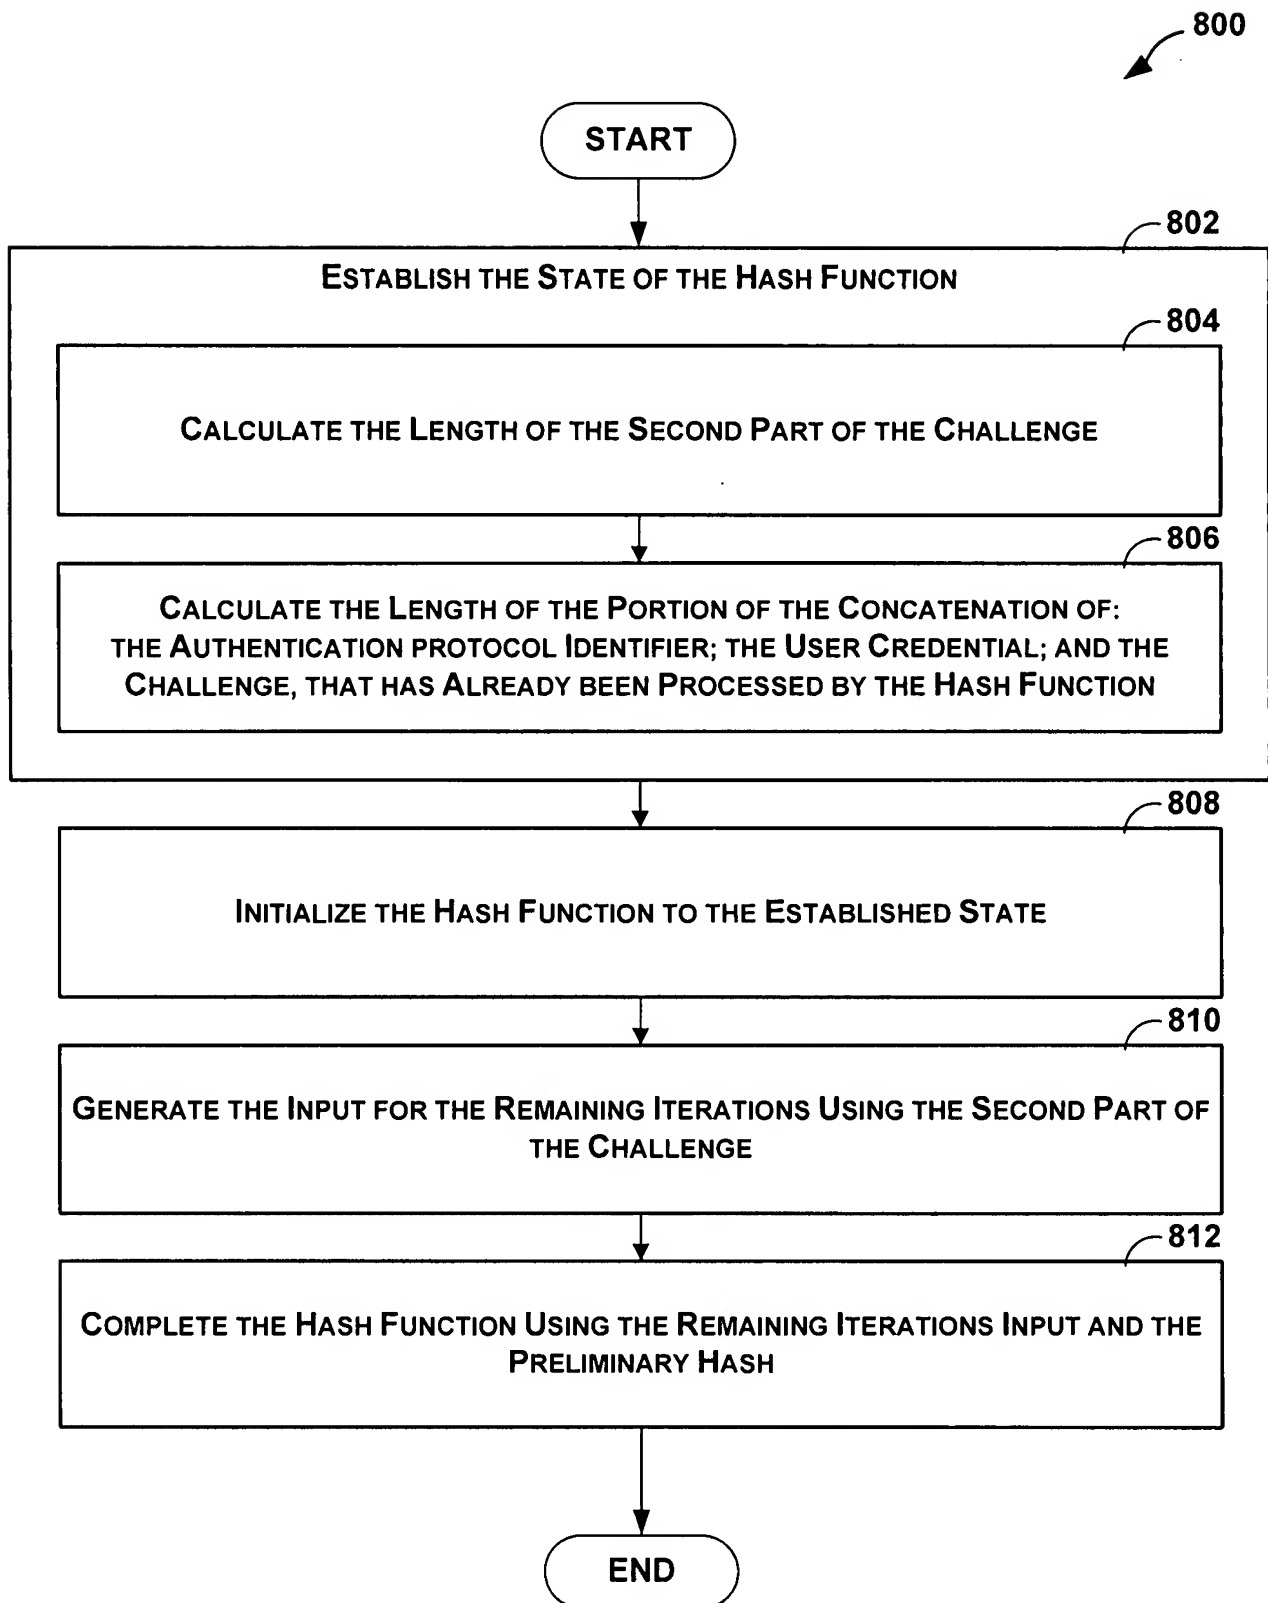 800
START
802
ESTABLISH THE STATE OF THE HASH FUNCTION
804
CALCULATE THE LENGTH OF THE SECOND PART OF THE CHALLENGE
806
CALCULATE THE LENGTH OF THE PORTION OF THE CONCATENATION OF:
THE AUTHENTICATION PROTOCOL IDENTIFIER; THE USER CREDENTIAL; AND THE
CHALLENGE, THAT HAS ALREADY BEEN PROCESSED BY THE HASH FUNCTION
808
INITIALIZE THE HASH FUNCTION TO THE ESTABLISHED STATE
810
GENERATE THE INPUT FOR THE REMAINING ITERATIONS USING THE SECOND PART OF
THE CHALLENGE
812
COMPLETE THE HASH FUNCTION USING THE REMAINING ITERATIONS INPUT AND THE
PRELIMINARY HASH
END